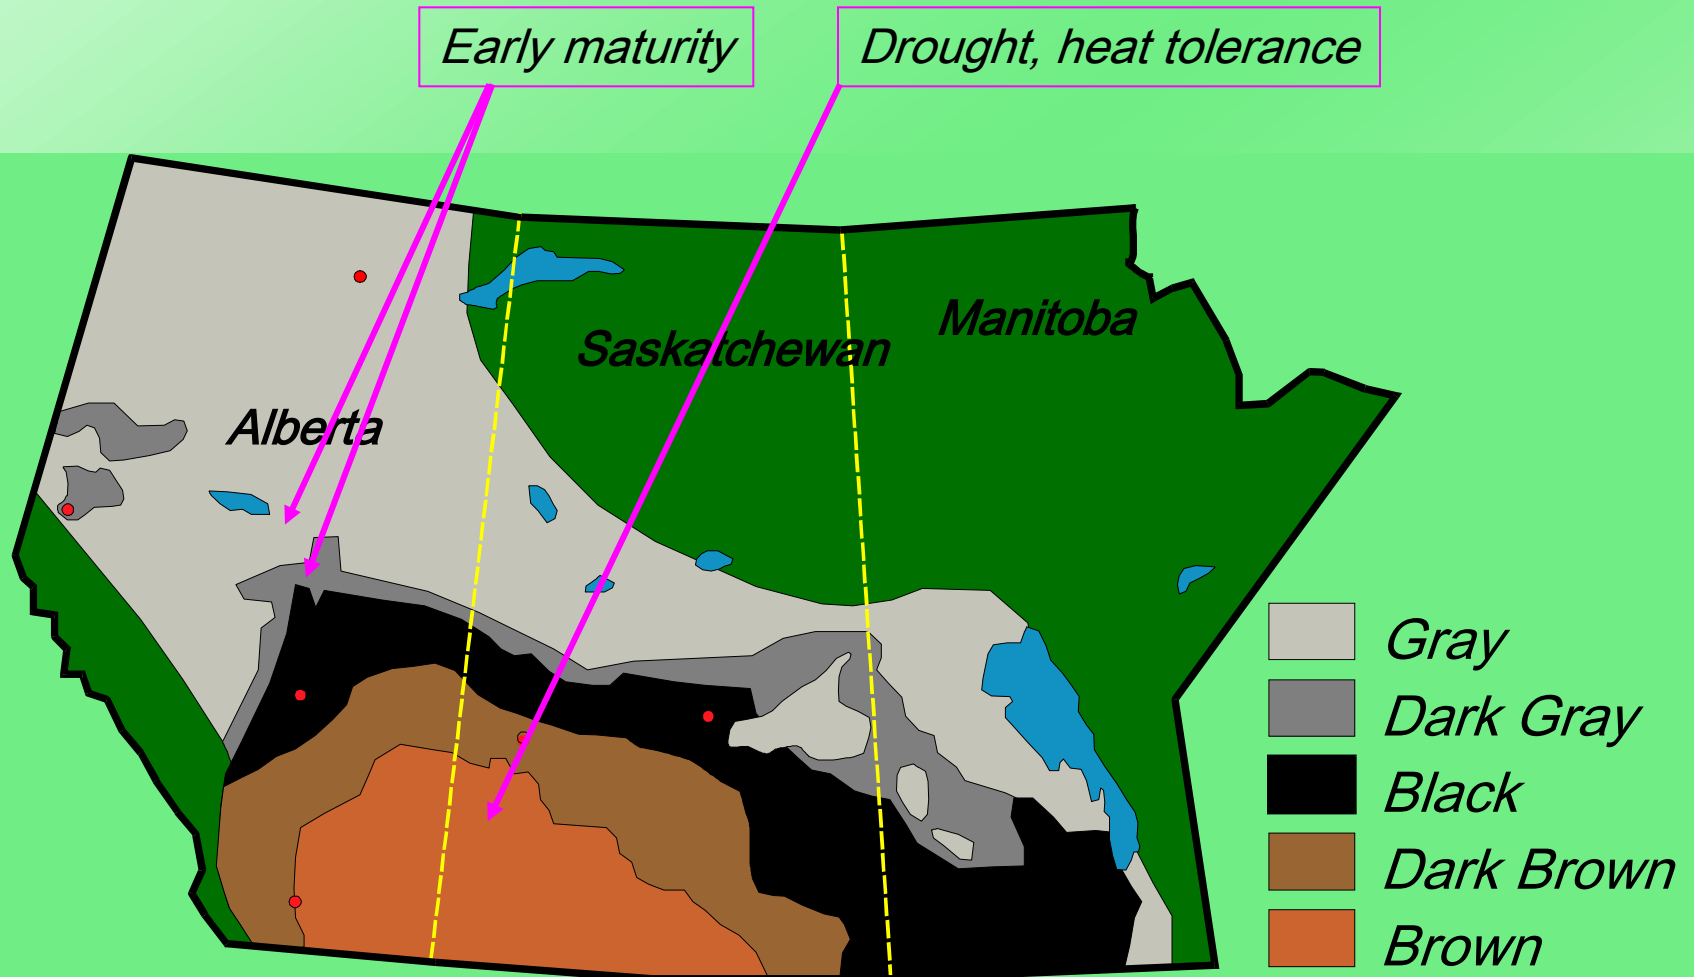 Early maturity
Drought, heat tolerance
Manitoba
Saskatchewan
Alberta
Gray
Dark Gray
Black
Dark Brown
Brown